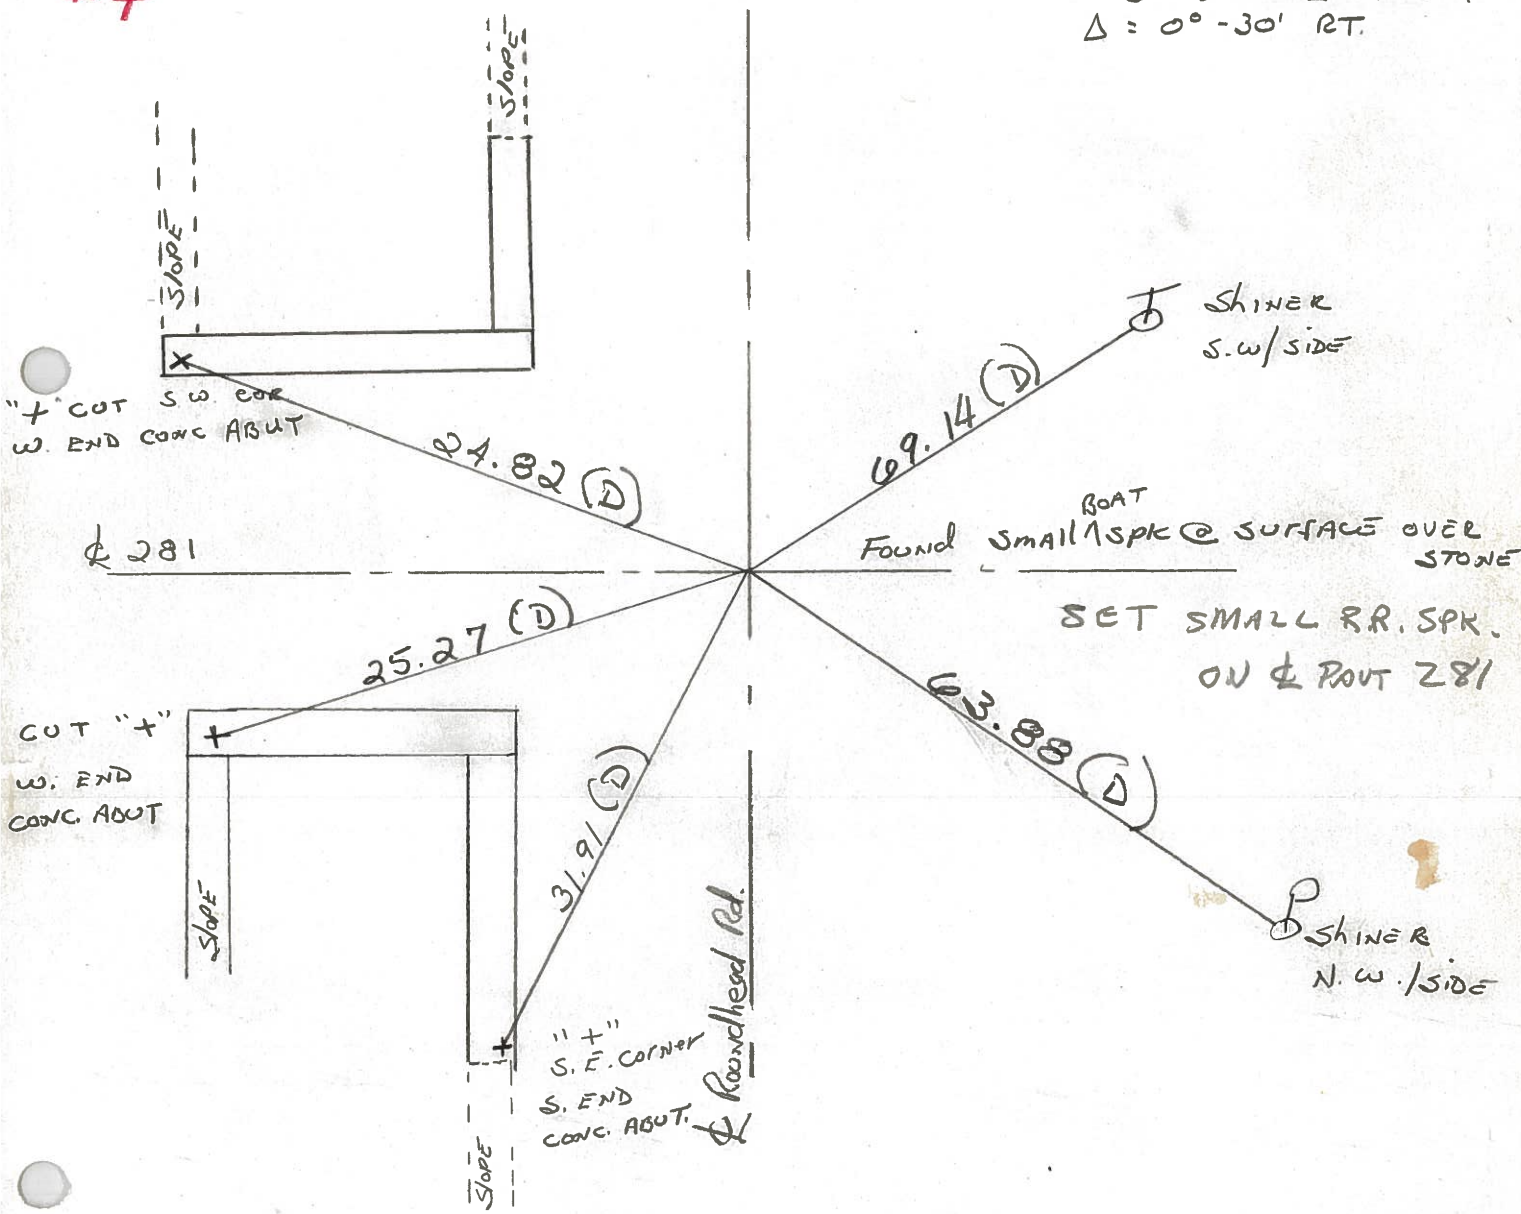 Δ = 0° -30' RT.
SLOPE
SLOPE
SHINER
S.W/SIDE
"+" CUT S.W. COR
W. END CONC ABUT
24.82 (D)
69.14 (D)
℄ 281
BOAT
FOUND SMALL ^ SPK @ SURFACE OVER
STONE
25.27 (D)
SET SMALL RR. SPK.
ON ℄ PAVT 281
63.88 (D)
CUT "+"
W. END
CONC. ABUT
31.91 (D)
SLOPE
℄ Roundhead Rd.
SHINER
N.W./SIDE
"+"
S.E. Corner
S. END
CONC. ABUT.
SLOPE